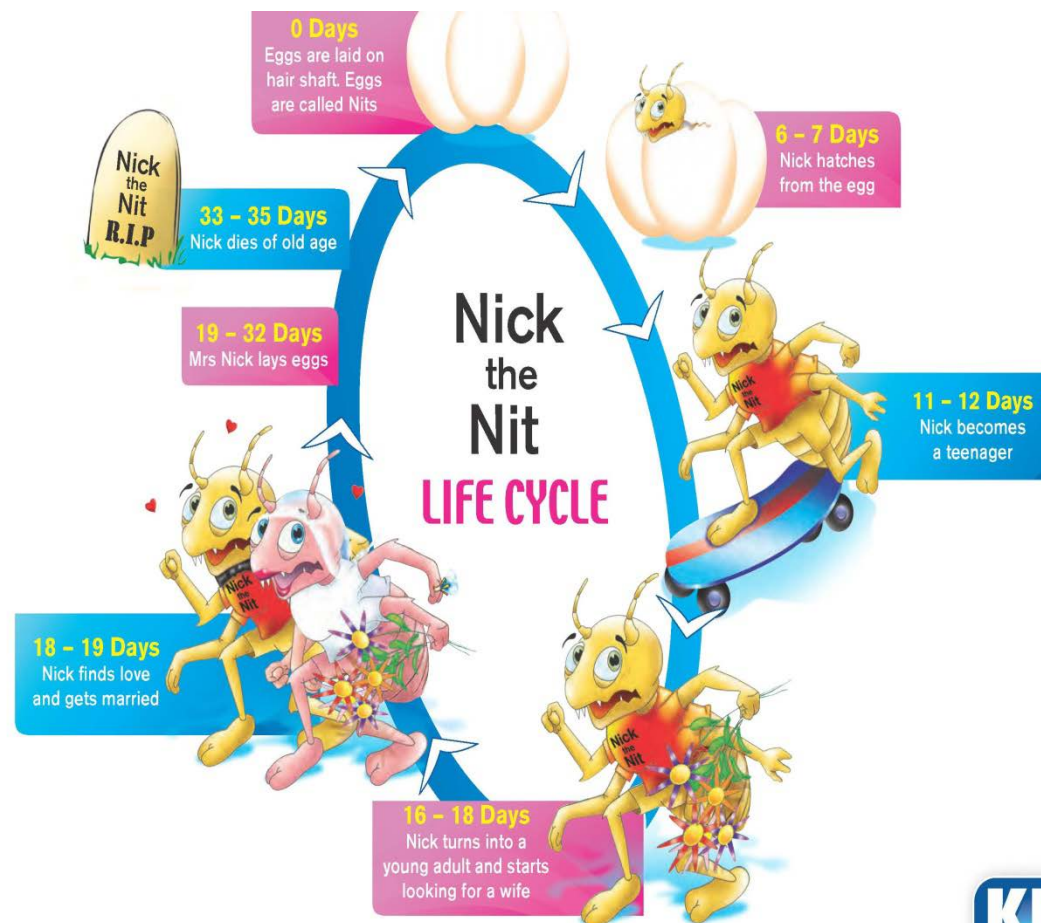 0 Days
Eggs are laid on
hair shaft. Eggs
are called Nits
6 – 7 Days
Nick hatches
from the egg
Nick
the
Nit
R.I.P
33 – 35 Days
Nick dies of old age
19 – 32 Days
Mrs Nick lays eggs
Nick
the
Nit
LIFE CYCLE
Nick
the
Nit
11 – 12 Days
Nick becomes
a teenager
Nick
the
Nit
18 – 19 Days
Nick finds love
and gets married
Nick
the
Nit
16 – 18 Days
Nick turns into a
young adult and starts
looking for a wife